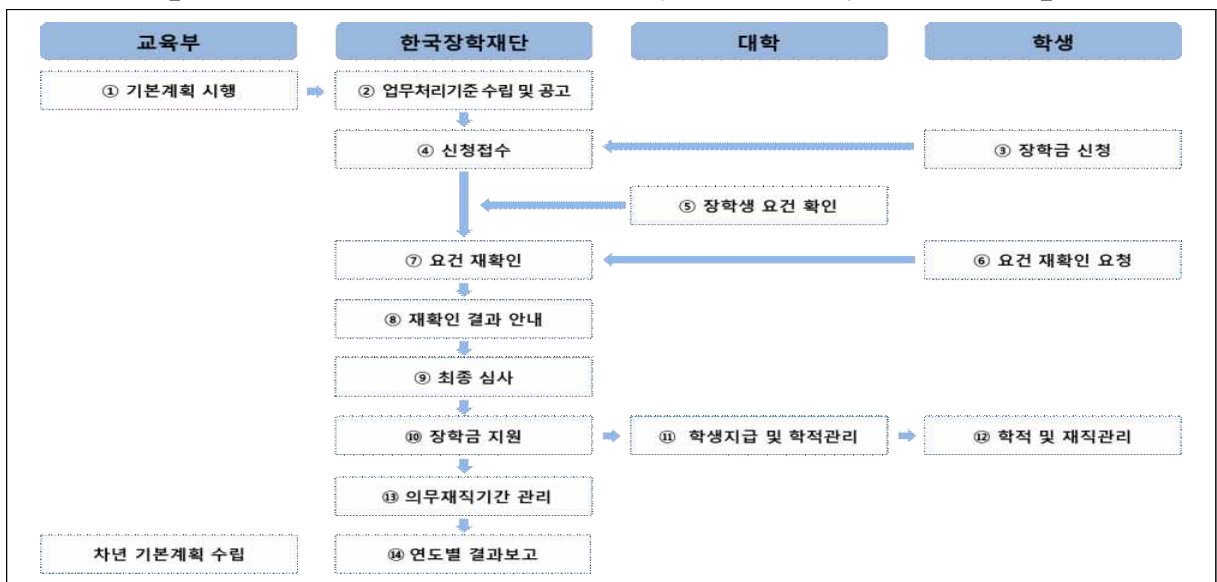 교육부 한국장학재단 대학 학생
① 기본계획 시행 ② 업무처리기준 수립 및 공고
④ 신청접수 ③ 장학금 신청
⑤ 장학생 요건 확인
⑦ 요건 재확인 ⑥ 요건 재확인 요청
⑧ 재확인 결과 안내
⑨ 최종 심사
⑩ 장학금 지원 ⑪ 학생지급 및 학적관리 ⑫ 학적 및 재직관리
⑬ 의무재직기간 관리
차년 기본계획 수립 ⑭ 연도별 결과보고